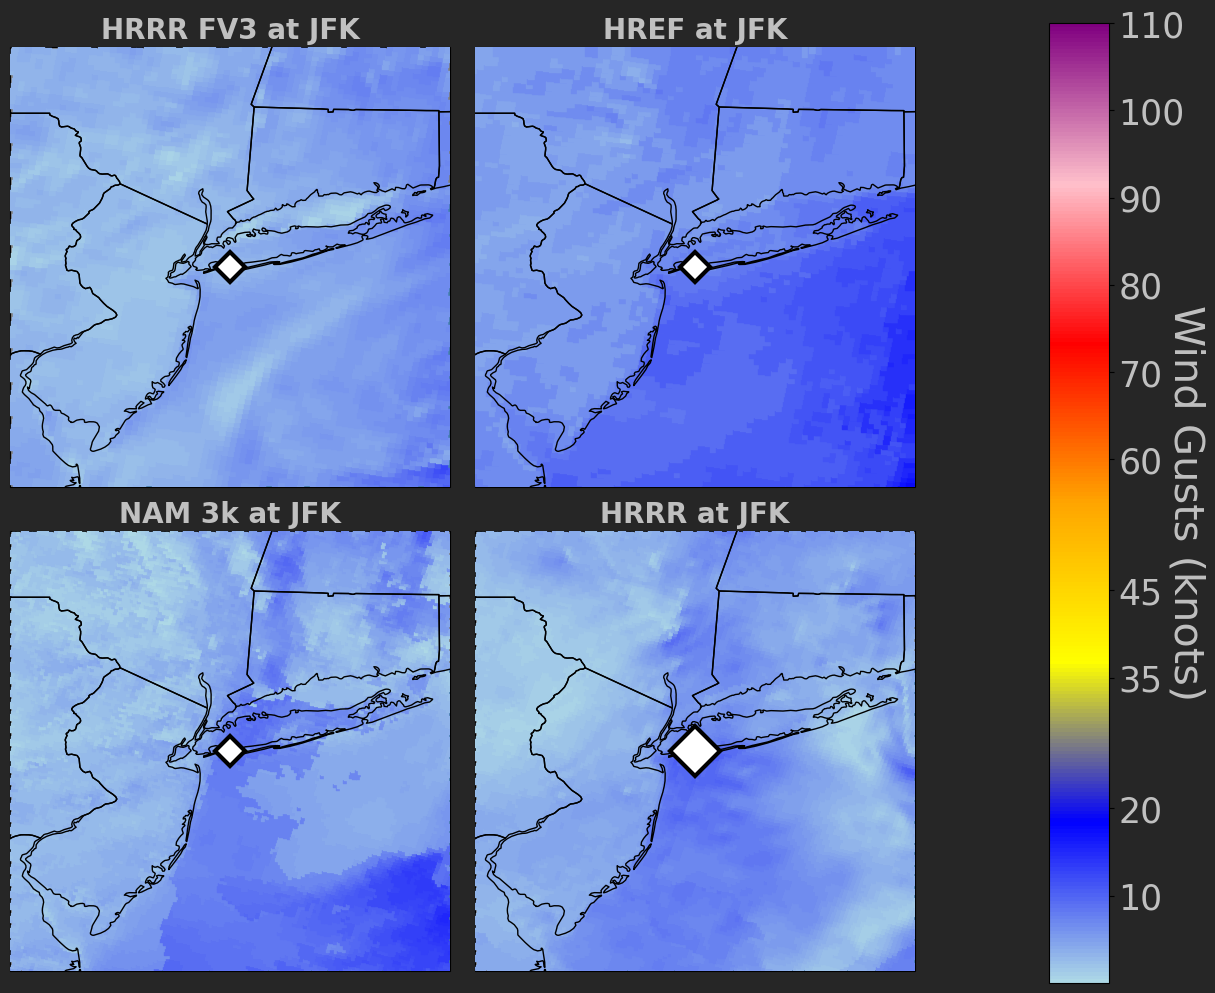 HRRR FV3 at JFK
HREF at JFK
NAM 3k at JFK
HRRR at JFK
110
100
90
80
70
60
45
35
20
10
Wind Gusts (knots)